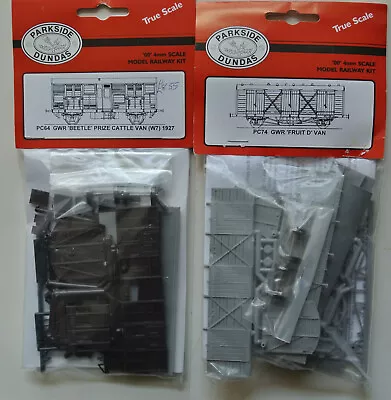 True Scale
PARKSIDE
DUNDAS
'00' 4mm SCALE
MODEL RAILWAY KIT
PC64 GWR 'BEETLE' PRIZE CATTLE VAN (W7) 1927
True Scale
PARKSIDE
DUNDAS
'00' 4mm SCALE
MODEL RAILWAY KIT
PC74 GWR 'FRUIT D' VAN